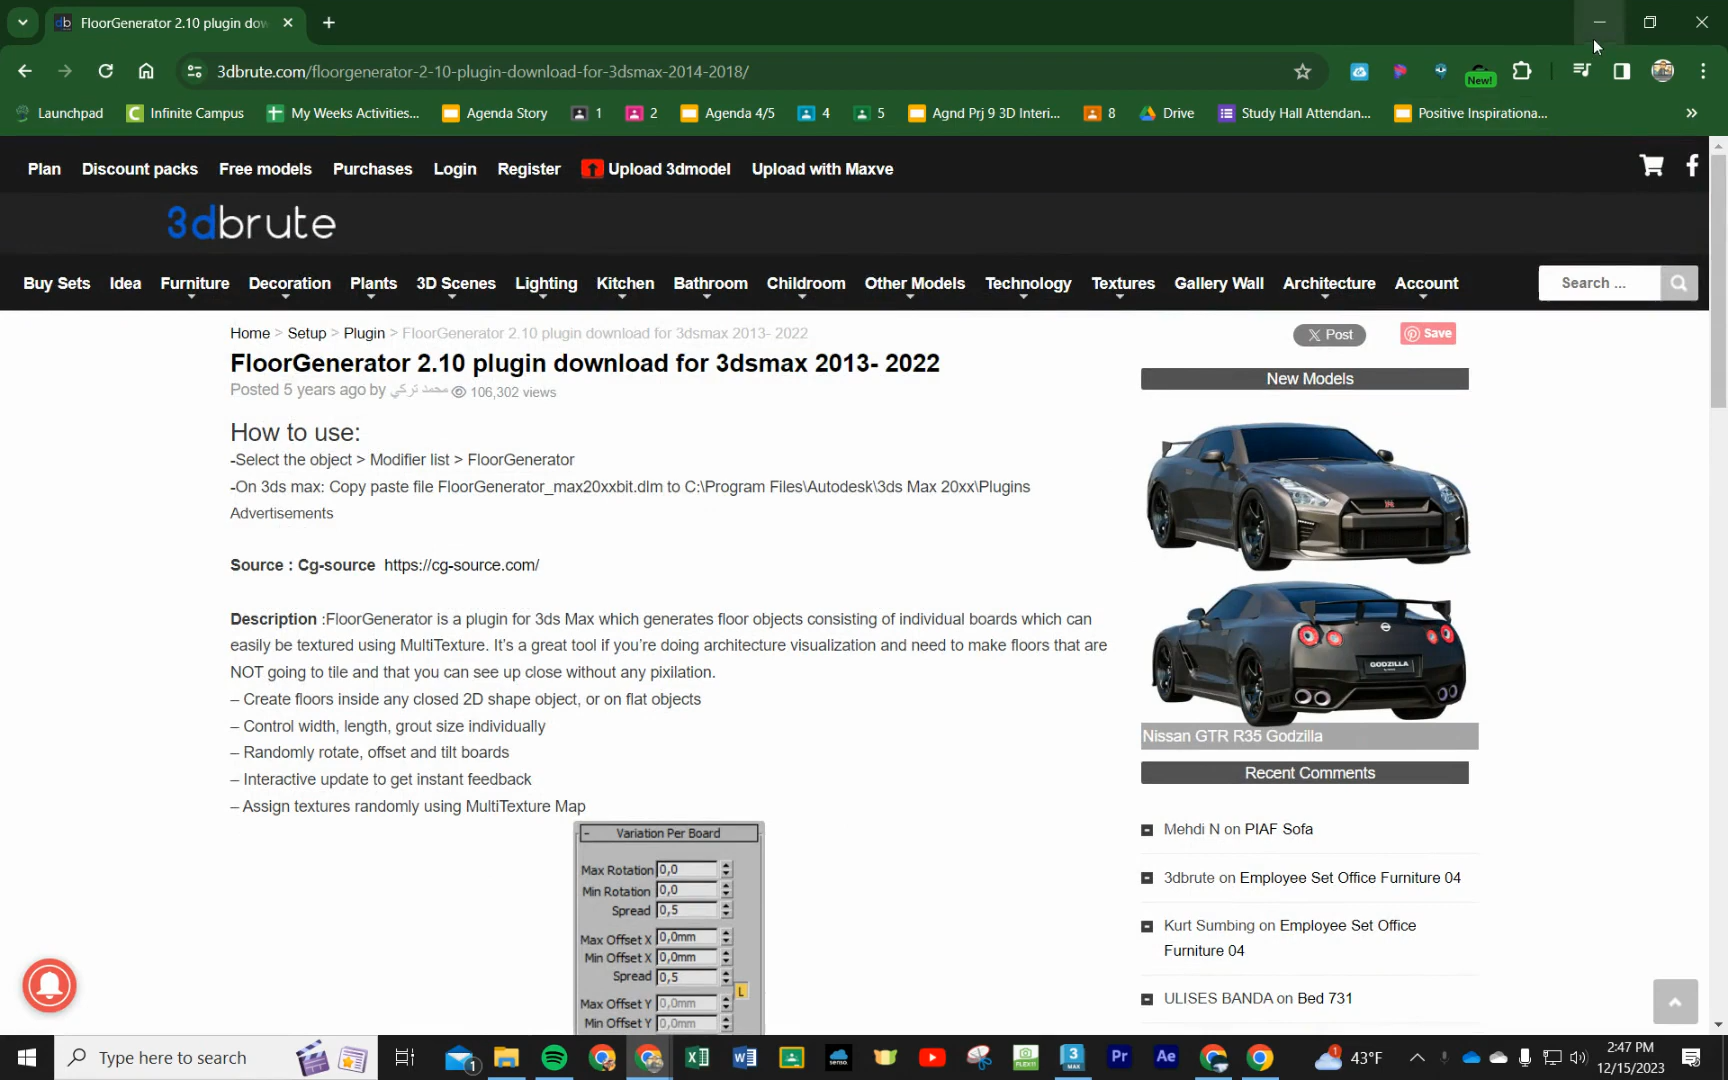 FloorGenerator 2.10 plugin dow
3dbrute.com/floorgenerator-2-10-plugin-download-for-3dsmax-2014-2018/
New!
Launchpad
Infinite Campus
My Weeks Activities...
Agenda Story
1
2
Agenda 4/5
4
5
Agnd Prj 9 3D Interi...
8
Drive
Study Hall Attendan...
Positive Inspirationa...
Plan Discount packs Free models Purchases Login Register Upload 3dmodel Upload with Maxve
3dbrute
Buy Sets Idea Furniture Decoration Plants 3D Scenes Lighting Kitchen Bathroom Childroom Other Models Technology Textures Gallery Wall Architecture Account
Search ...
Home > Setup > Plugin > FloorGenerator 2.10 plugin download for 3dsmax 2013- 2022
X Post
Save
FloorGenerator 2.10 plugin download for 3dsmax 2013- 2022
Posted 5 years ago by محمد تركي 106,302 views
How to use:
-Select the object > Modifier list > FloorGenerator
-On 3ds max: Copy paste file FloorGenerator_max20xxbit.dlm to C:\Program Files\Autodesk\3ds Max 20xx\Plugins
Advertisements
Source : Cg-source https://cg-source.com/
Description :FloorGenerator is a plugin for 3ds Max which generates floor objects consisting of individual boards which can
easily be textured using MultiTexture. It's a great tool if you're doing architecture visualization and need to make floors that are
NOT going to tile and that you can see up close without any pixilation.
– Create floors inside any closed 2D shape object, or on flat objects
– Control width, length, grout size individually
– Randomly rotate, offset and tilt boards
– Interactive update to get instant feedback
– Assign textures randomly using MultiTexture Map
- Variation Per Board
Max Rotation 0,0
Min Rotation 0,0
Spread 0,5
Max Offset X 0,0mm
Min Offset X 0,0mm
Spread 0,5
L
Max Offset Y 0,0mm
Min Offset Y 0,0mm
New Models
GODZILLA
Nissan GTR R35 Godzilla
Recent Comments
Mehdi N on PIAF Sofa
3dbrute on Employee Set Office Furniture 04
Kurt Sumbing on Employee Set Office
Furniture 04
ULISES BANDA on Bed 731
Type here to search
1
3
MAX
Pr
Ae
1
43°F
2:47 PM
12/15/2023